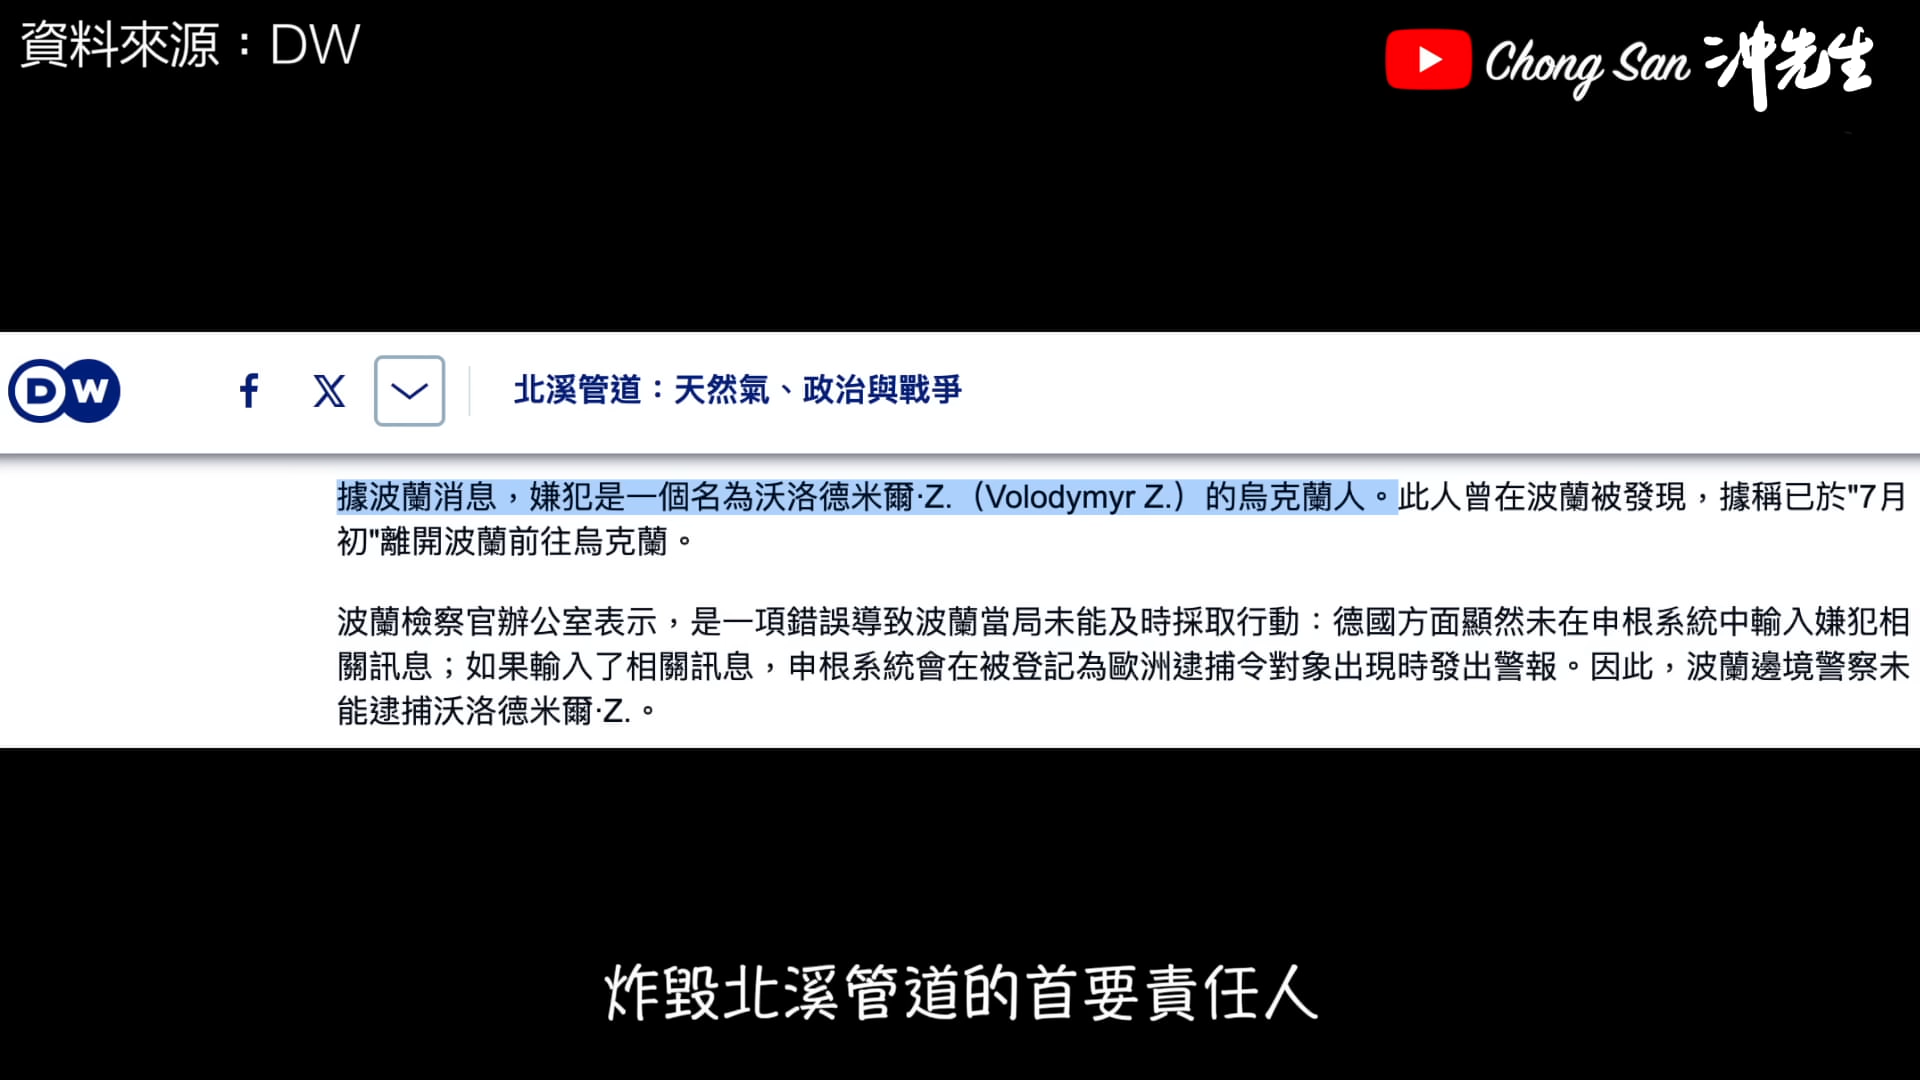 資料來源：DW
Chong San 沖先生
DW
北溪管道：天然氣、政治與戰爭
據波蘭消息，嫌犯是一個名為沃洛德米爾·Z.（Volodymyr Z.）的烏克蘭人。此人曾在波蘭被發現，據稱已於"7月
初"離開波蘭前往烏克蘭。
波蘭檢察官辦公室表示，是一項錯誤導致波蘭當局未能及時採取行動：德國方面顯然未在申根系統中輸入嫌犯相
關訊息；如果輸入了相關訊息，申根系統會在被登記為歐洲逮捕令對象出現時發出警報。因此，波蘭邊境警察未
能逮捕沃洛德米爾·Z.。
炸毀北溪管道的首要責任人